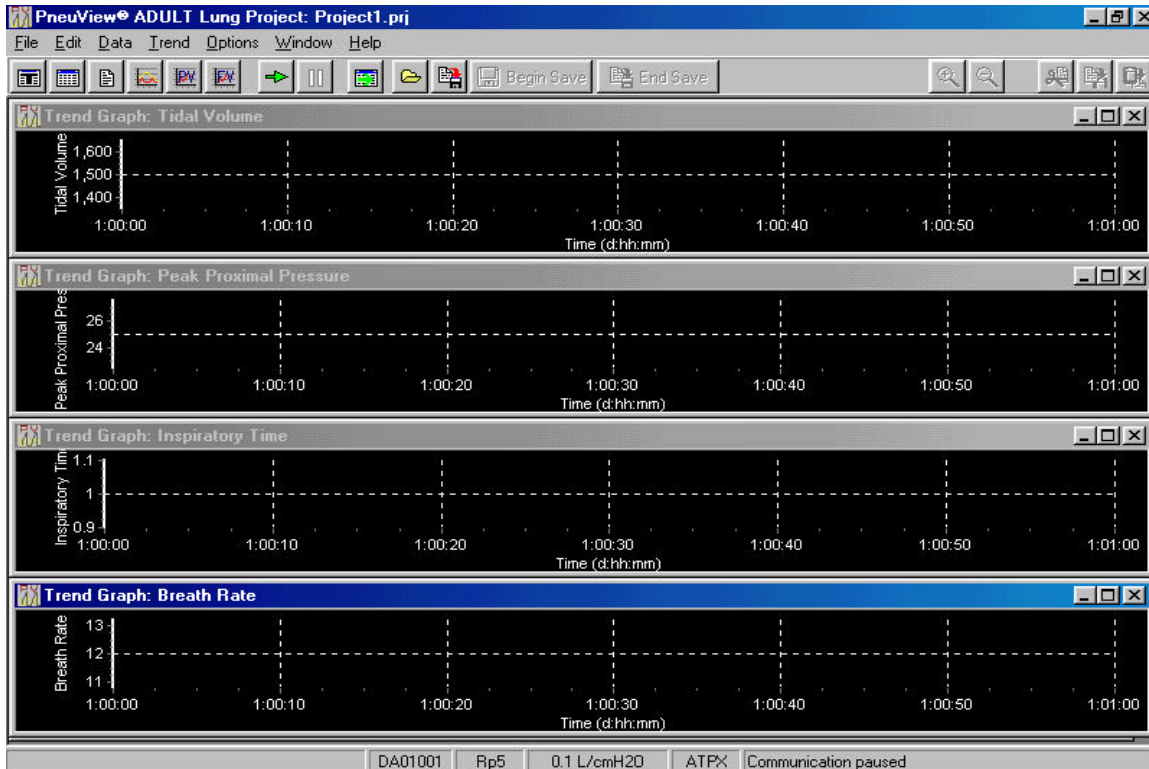 PneuView® ADULT Lung Project: Project1.prj
File Edit Data Trend Options Window Help
Begin Save End Save
Trend Graph: Tidal Volume
Tidal Volume
1,600
1,500
1,400
1:00:00 1:00:10 1:00:20 1:00:30 1:00:40 1:00:50 1:01:00
Time (d:hh:mm)
Trend Graph: Peak Proximal Pressure
Peak Proximal Pres
26
24
1:00:00 1:00:10 1:00:20 1:00:30 1:00:40 1:00:50 1:01:00
Time (d:hh:mm)
Trend Graph: Inspiratory Time
Inspiratory Tim
1.1
1
0.9
1:00:00 1:00:10 1:00:20 1:00:30 1:00:40 1:00:50 1:01:00
Time (d:hh:mm)
Trend Graph: Breath Rate
Breath Rate
13
12
11
1:00:00 1:00:10 1:00:20 1:00:30 1:00:40 1:00:50 1:01:00
Time (d:hh:mm)
DA01001 Rp5 0.1 L/cmH2O ATPX Communication paused